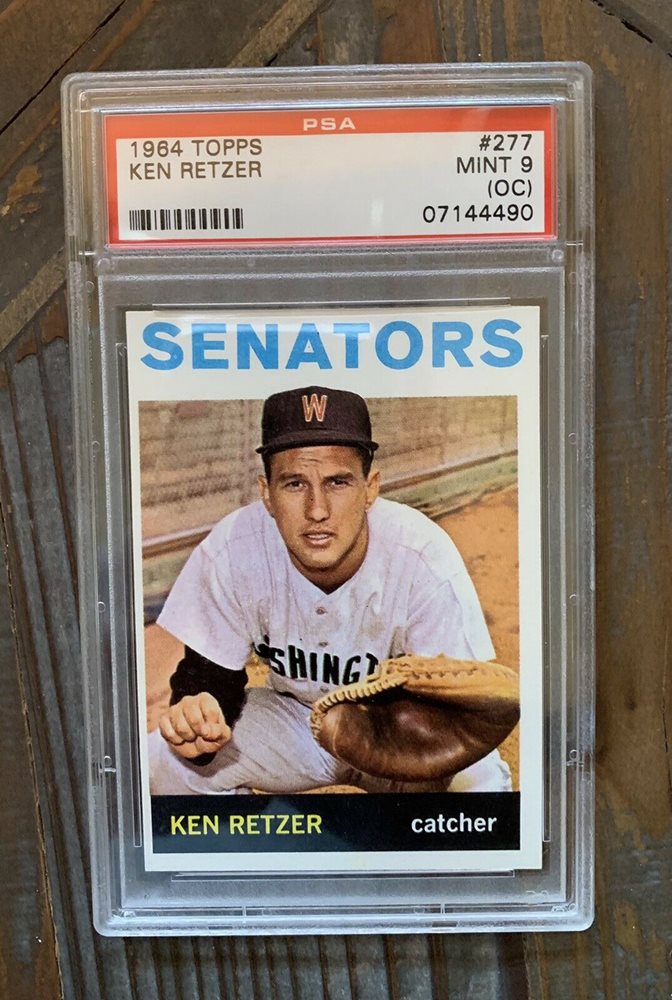 PSA
1964 TOPPS #277
KEN RETZER MINT 9
(OC)
07144490
SENATORS
W
SHINGT
KEN RETZER catcher